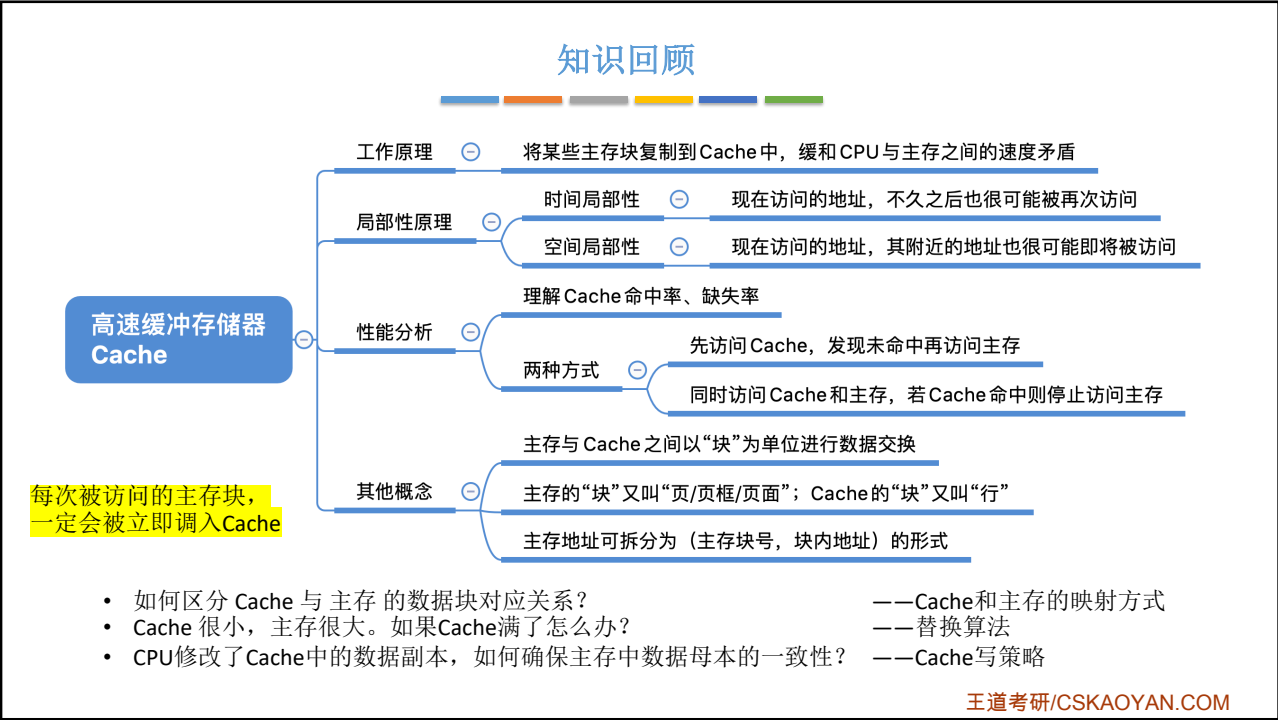 知识回顾
工作原理
将某些主存块复制到Cache中，缓和CPU与主存之间的速度矛盾
局部性原理
时间局部性
现在访问的地址，不久之后也很可能被再次访问
空间局部性
现在访问的地址，其附近的地址也很可能即将被访问
高速缓冲存储器
Cache
性能分析
理解Cache命中率、缺失率
两种方式
先访问Cache，发现未命中再访问主存
同时访问Cache和主存，若Cache命中则停止访问主存
其他概念
主存与Cache之间以“块”为单位进行数据交换
主存的“块”又叫“页/页框/页面”；Cache的“块”又叫“行”
主存地址可拆分为（主存块号，块内地址）的形式
每次被访问的主存块，
一定会被立即调入Cache
• 如何区分 Cache 与 主存 的数据块对应关系？ ——Cache和主存的映射方式
• Cache 很小，主存很大。如果Cache满了怎么办？ ——替换算法
• CPU修改了Cache中的数据副本，如何确保主存中数据母本的一致性？ ——Cache写策略
王道考研/CSKAOYAN.COM